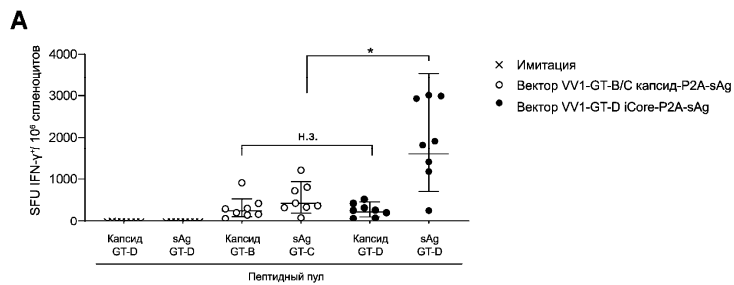 A
*
4000
Имитация
Вектор VV1-GT-B/C капсид-P2A-sAg
Вектор VV1-GT-D iCore-P2A-sAg
SFU IFN-γ⁺/ 10⁶ спленоцитов
3000
2000
н.з.
1000
0
Капсид GT-D
sAg GT-D
Капсид GT-B
sAg GT-C
Капсид GT-D
sAg GT-D
Пептидный пул